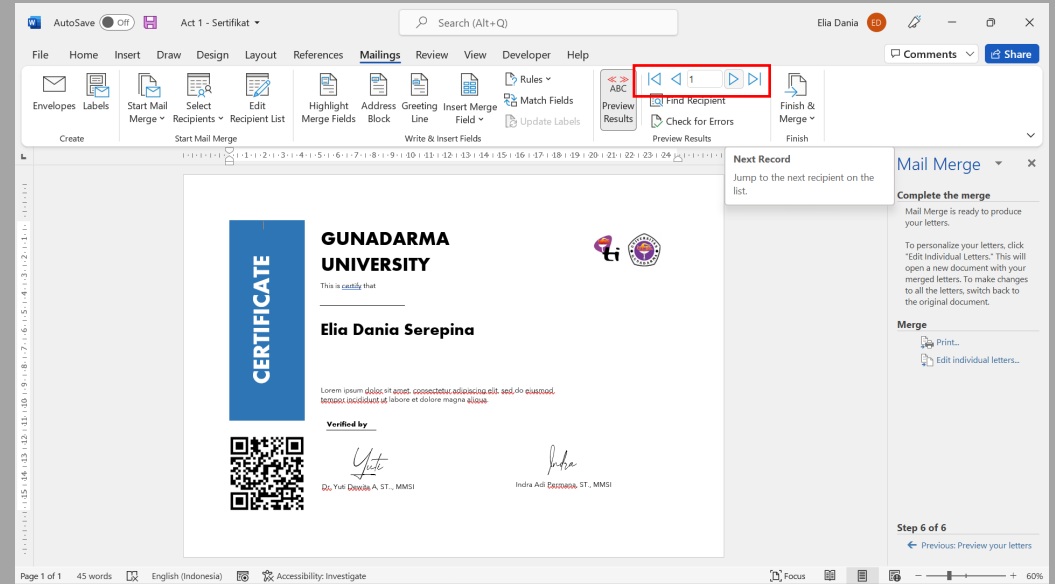 AutoSave Off Act 1 - Sertifikat Search (Alt+Q) Elia Dania ED
File Home Insert Draw Design Layout References Mailings Review View Developer Help Comments Share
Envelopes Labels
Create
Start Mail Merge Select Recipients Edit Recipient List
Start Mail Merge
Highlight Merge Fields Address Block Greeting Line Insert Merge Field
Rules
Match Fields
Update Labels
Write & Insert Fields
ABC
Preview Results
1
Find Recipient
Check for Errors
Preview Results
Finish & Merge
Finish
Next Record
Jump to the next recipient on the
list.
GUNADARMA
UNIVERSITY
This is certify that
Elia Dania Serepina
CERTIFICATE
Lorem ipsum dolor sit amet, consectetur adipiscing elit, sed do eiusmod,
tempor incididunt ut labore et dolore magna aliqua.
Verified by
Yuti
Dr. Yuti Dewita A, ST., MMSI
Indra
Indra Adi Permana, ST., MMSI
ti
Mail Merge
Complete the merge
Mail Merge is ready to produce
your letters.
To personalize your letters, click
"Edit Individual Letters." This will
open a new document with your
merged letters. To make changes
to all the letters, switch back to
the original document.
Merge
Print...
Edit individual letters...
Step 6 of 6
Previous: Preview your letters
Page 1 of 1 45 words English (Indonesia) Accessibility: Investigate Focus 60%